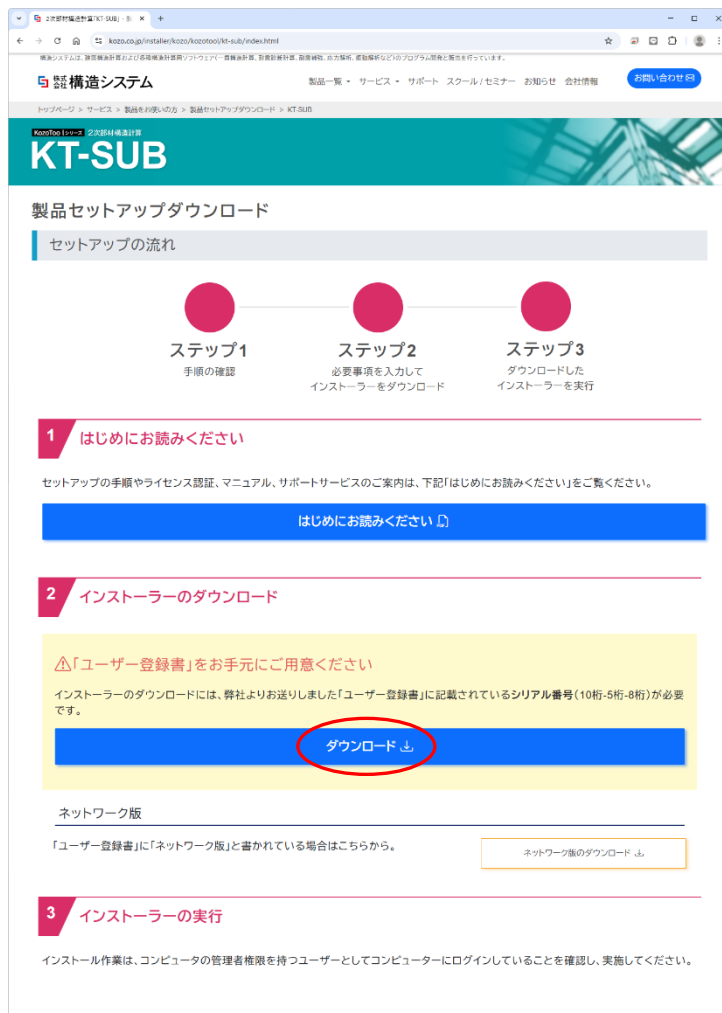 2次部材構造計算「KT-SUB」
kozo.co.jp/installer/kozo/kozotool/kt-sub/index.html
株式会社 構造システム
製品一覧 サービス サポート スクール / セミナー お知らせ 会社情報 お問い合わせ
トップページ > サービス > 製品をお使いの方 > 製品セットアップダウンロード > KT-SUB
KozoTool シリーズ 2次部材構造計算
KT-SUB
製品セットアップダウンロード
セットアップの流れ
ステップ1 ステップ2 ステップ3
手順の確認 必要事項を入力して ダウンロードした
インストーラーをダウンロード インストーラーを実行
1 はじめにお読みください
セットアップの手順やライセンス認証、マニュアル、サポートサービスのご案内は、下記「はじめにお読みください」をご覧ください。
はじめにお読みください
2 インストーラーのダウンロード
「ユーザー登録書」をお手元にご用意ください
インストーラーのダウンロードには、弊社よりお送りしました「ユーザー登録書」に記載されているシリアル番号(10桁-5桁-8桁)が必要
です。
ダウンロード
ネットワーク版
「ユーザー登録書」に「ネットワーク版」と書かれている場合はこちらから。
ネットワーク版のダウンロード
3 インストーラーの実行
インストール作業は、コンピュータの管理者権限を持つユーザーとしてコンピューターにログインしていることを確認し、実施してください。